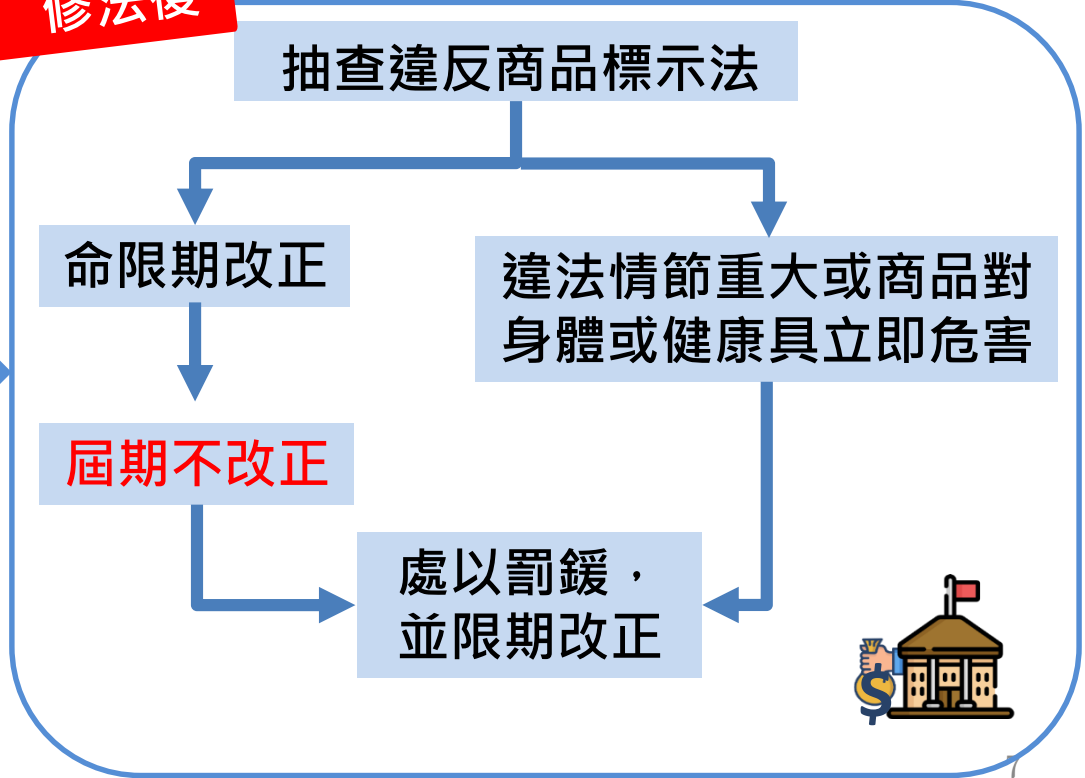 修法後
抽查違反商品標示法
命限期改正
違法情節重大或商品對
身體或健康具立即危害
屆期不改正
處以罰鍰，
並限期改正
$